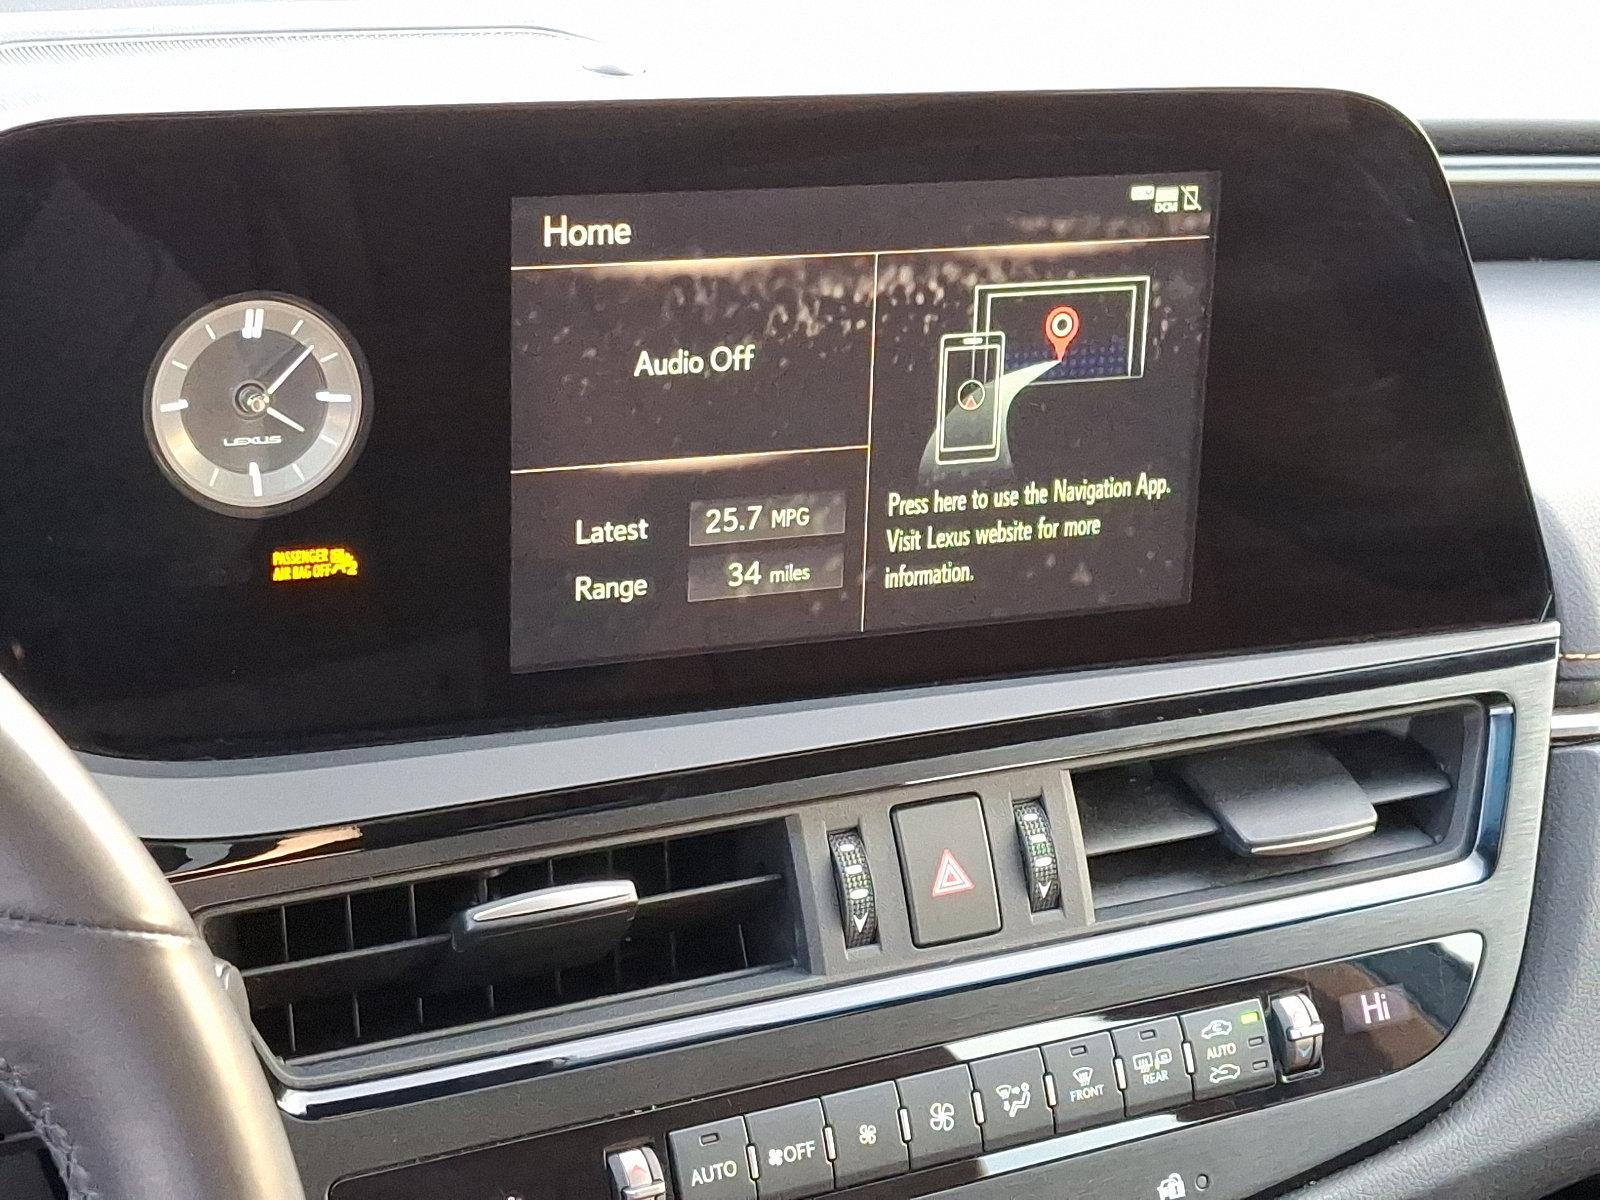 Home
DCM
Audio Off
LEXUS
Latest 25.7 MPG
Range 34 miles
Press here to use the Navigation App.
Visit Lexus website for more
information.
PASSENGER
AIR BAG OFF
Hi
AUTO
OFF
FRONT
REAR
AUTO